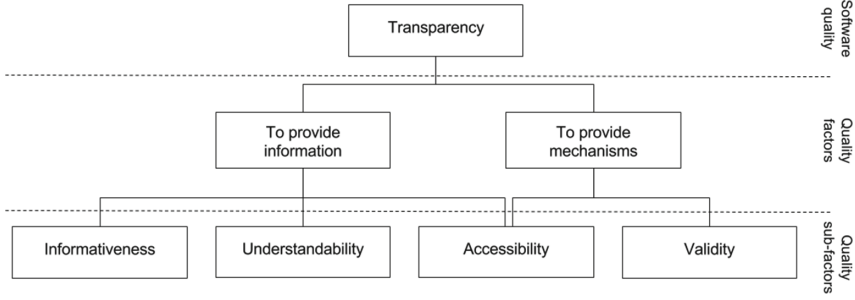 Transparency
Software
quality
To provide
information
To provide
mechanisms
Quality
factors
Informativeness
Understandability
Accessibility
Validity
Quality
sub-factors